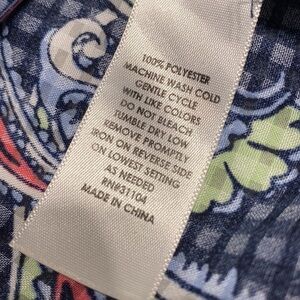 100% POLYESTER
MACHINE WASH COLD
GENTLE CYCLE
WITH LIKE COLORS
DO NOT BLEACH
TUMBLE DRY LOW
REMOVE PROMPTLY
IRON ON REVERSE SIDE
ON LOWEST SETTING
AS NEEDED
RN#31104
MADE IN CHINA